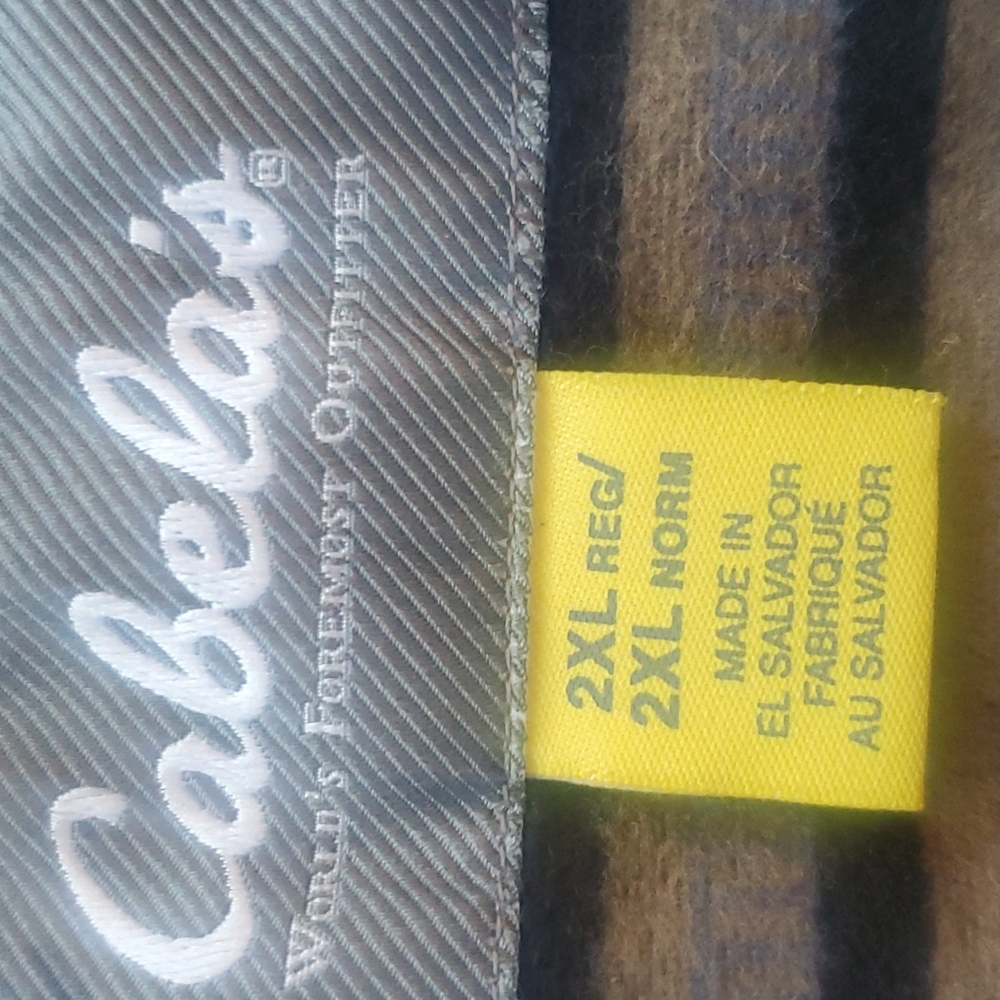 Cabela's®
WORLD'S FOREMOST OUTFITTER
2XL REG/
2XL NORM
MADE IN
EL SALVADOR
FABRIQUÉ
AU SALVADOR